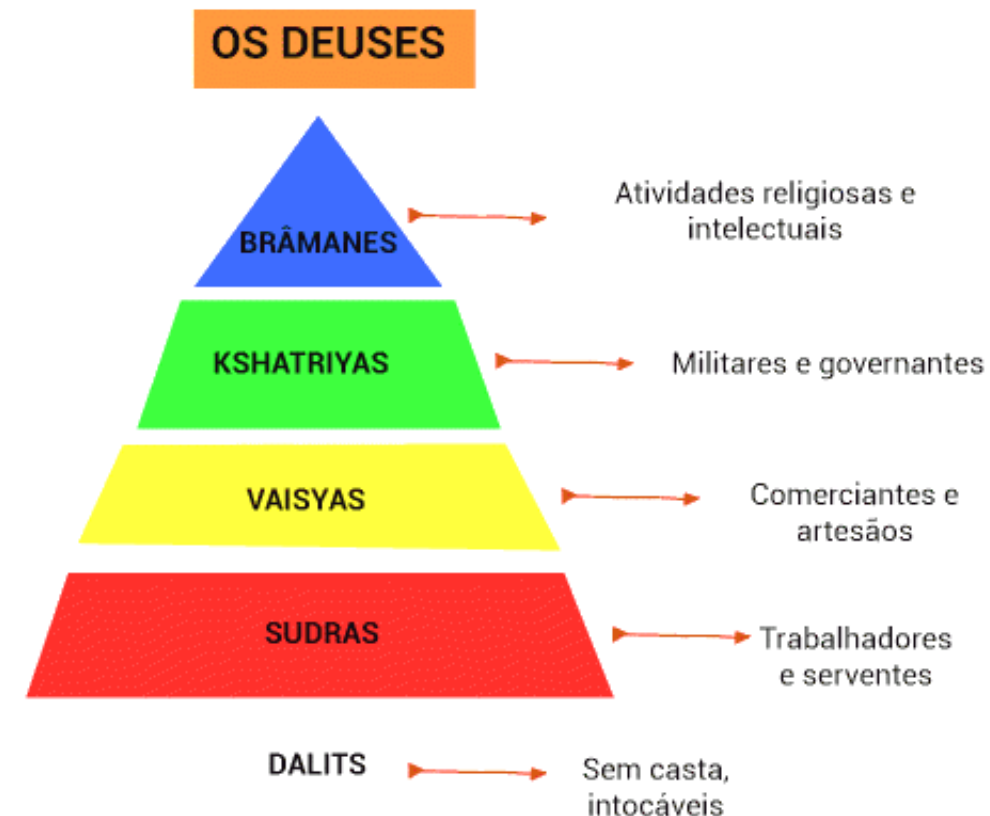 OS DEUSES
BRÂMANES
Atividades religiosas e
intelectuais
KSHATRIYAS
Militares e governantes
VAISYAS
Comerciantes e
artesãos
SUDRAS
Trabalhadores
e serventes
DALITS
Sem casta,
intocáveis